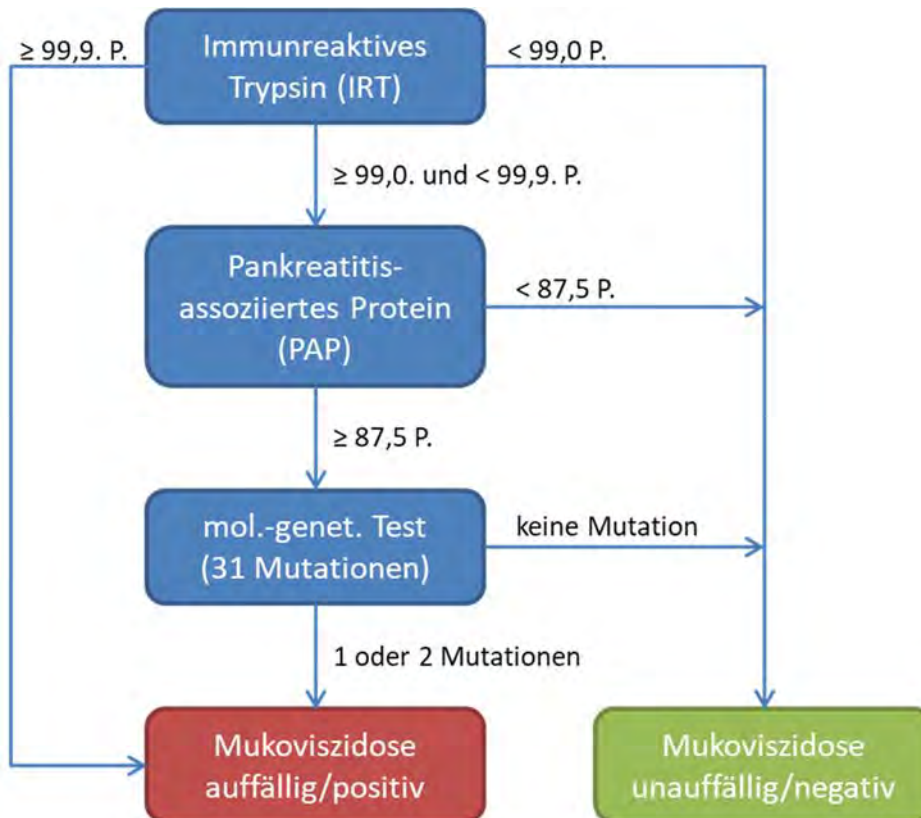 ≥ 99,9. P.
Immunreaktives
Trypsin (IRT)
< 99,0 P.
≥ 99,0. und < 99,9. P.
Pankreatitis-
assoziiertes Protein
(PAP)
< 87,5 P.
≥ 87,5 P.
mol.-genet. Test
(31 Mutationen)
keine Mutation
1 oder 2 Mutationen
Mukoviszidose
auffällig/positiv
Mukoviszidose
unauffällig/negativ